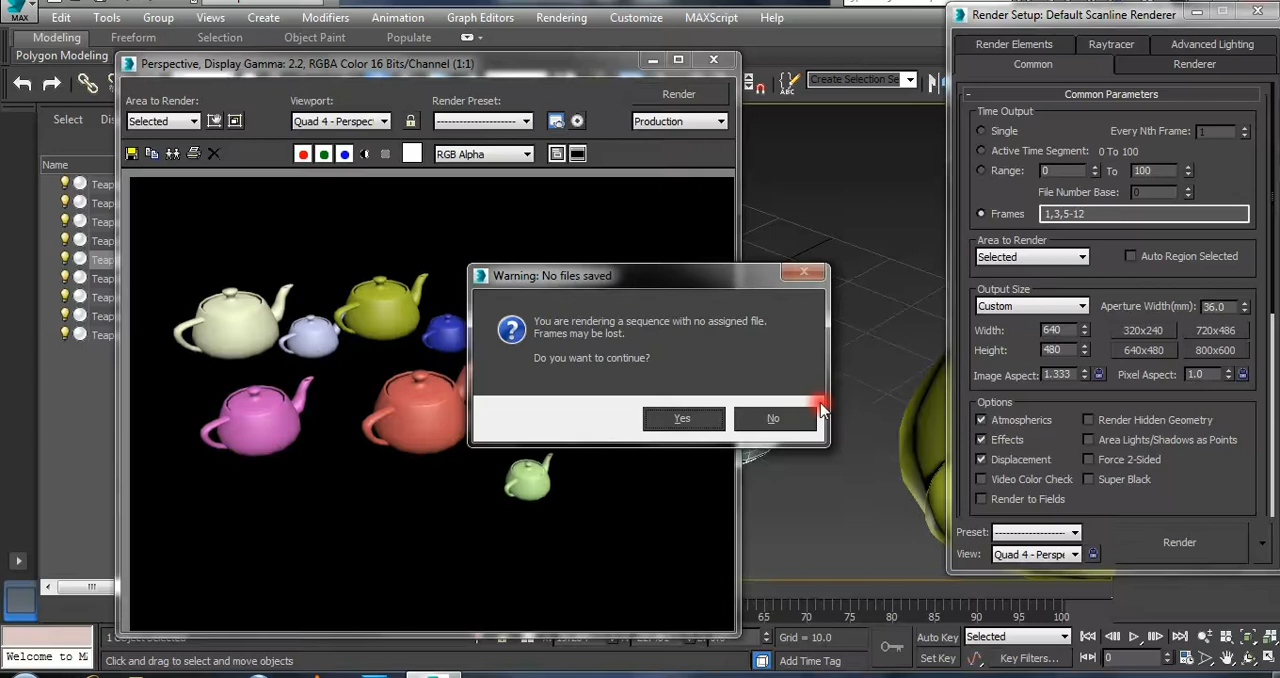 MAX
Edit Tools Group Views Create Modifiers Animation Graph Editors Rendering Customize MAXScript Help
Modeling Freeform Selection Object Paint Populate
Polygon Modeling
Select
Name
Teap
Teap
Teap
Teap
Teap
Teap
Teap
Teap
Teap
Perspective, Display Gamma: 2.2, RGBA Color 16 Bits/Channel (1:1)
Area to Render: Viewport: Render Preset: Render
Selected Quad 4 - Perspect Production
RGB Alpha
Create Selection Se
ABC
Warning: No files saved
You are rendering a sequence with no assigned file.
Frames may be lost.
Do you want to continue?
Yes No
Render Setup: Default Scanline Renderer
Render Elements Raytracer Advanced Lighting
Common Renderer
- Common Parameters
Time Output
Single Every Nth Frame: 1
Active Time Segment: 0 To 100
Range: 0 To 100
File Number Base: 0
Frames 1,3,5-12
Area to Render
Selected Auto Region Selected
Output Size
Custom Aperture Width(mm): 36.0
Width: 640 320x240 720x486
Height: 480 640x480 800x600
Image Aspect: 1.333 Pixel Aspect: 1.0
Options
Atmospherics Render Hidden Geometry
Effects Area Lights/Shadows as Points
Displacement Force 2-Sided
Video Color Check Super Black
Render to Fields
Preset:
View: Quad 4 - Perspe Render
65 70 75 80 85 90 95 100
1 Object Selected
Grid = 10.0 Auto Key Selected
Welcome to M Click and drag to select and move objects Add Time Tag Set Key Key Filters... 0